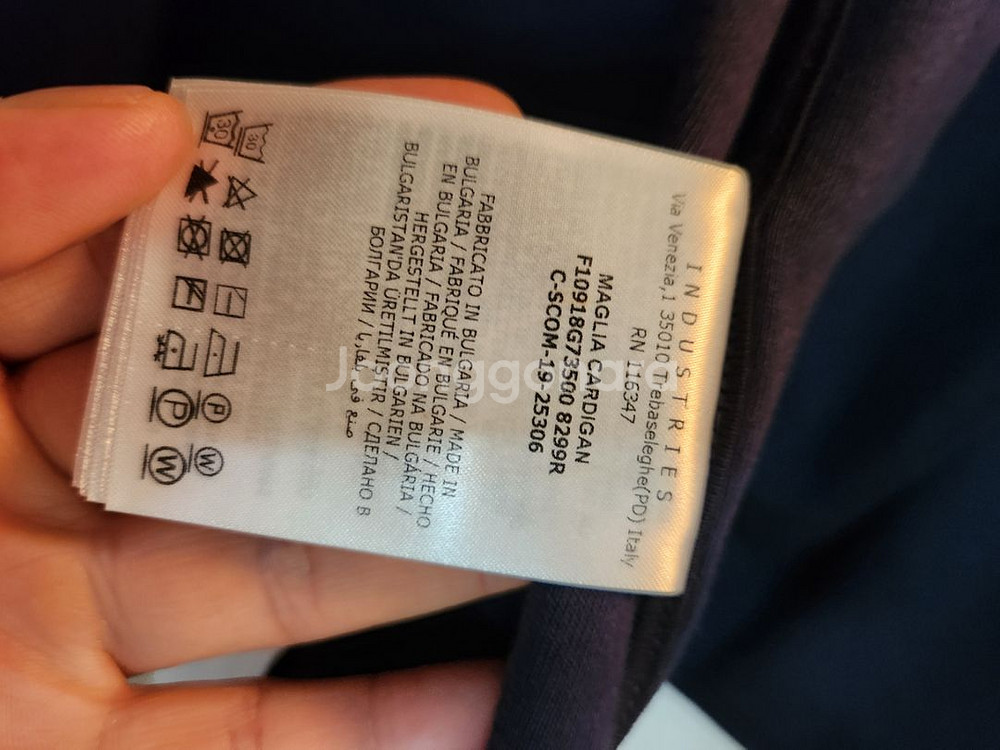 INDUSTRIES
Via Venezia,1 35010 Trebaseleghe(PD) Italy
RN 116347
MAGLIA CARDIGAN
F10918G73500 8299R
C-SCOM-19-25306
FABBRICATO IN BULGARIA / MADE IN
BULGARIA / FABRIQUÉ EN BULGARIE / HECHO
EN BULGARIA / FABRICADO NA BULGÁRIA /
HERGESTELLT IN BULGARIEN /
BULGARISTAN'DA ÜRETILMISTIR / СДЕЛАНО В
БОЛГАРИИ / صنع في بلغاريا
30
30
P
P
W
W